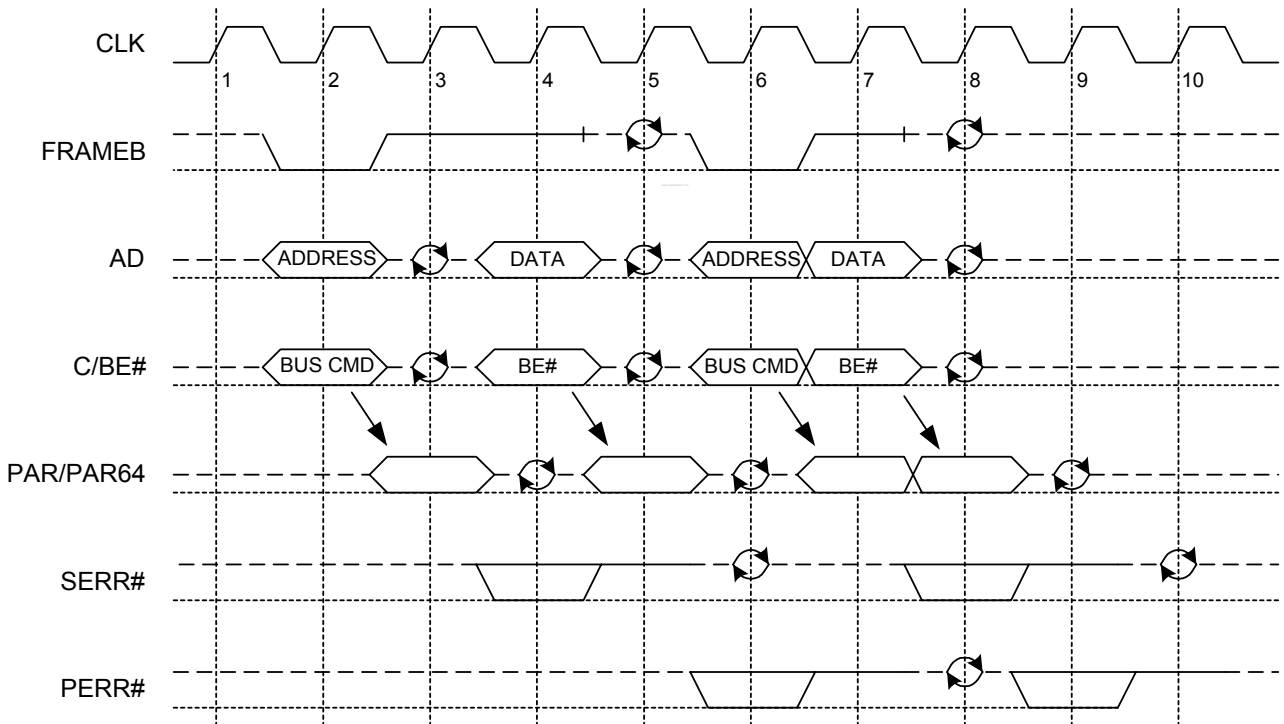 CLK
1 2 3 4 5 6 7 8 9 10
FRAMEB
AD
ADDRESS DATA ADDRESS DATA
C/BE#
BUS CMD BE# BUS CMD BE#
PAR/PAR64
SERR#
PERR#